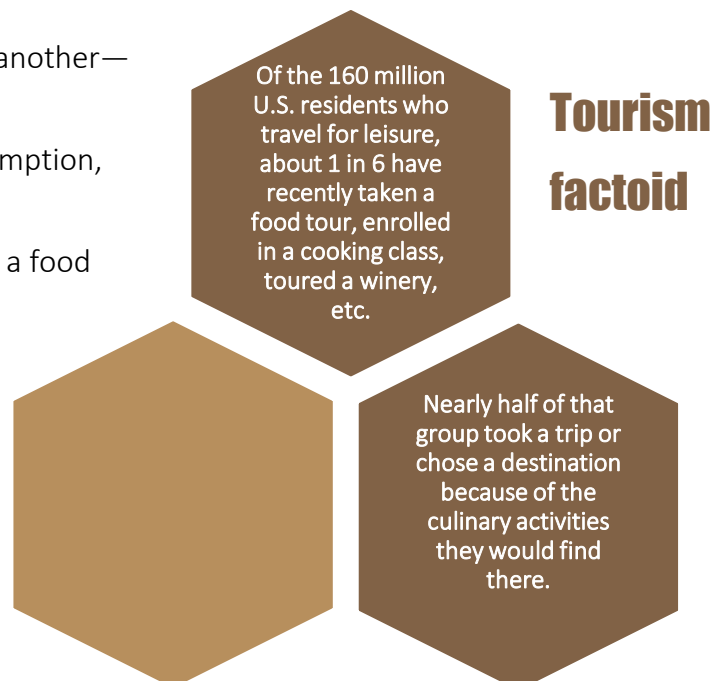 another—
mption,
a food
Of the 160 million
U.S. residents who
travel for leisure,
about 1 in 6 have
recently taken a
food tour, enrolled
in a cooking class,
toured a winery,
etc.
Tourism
factoid
Nearly half of that
group took a trip or
chose a destination
because of the
culinary activities
they would find
there.